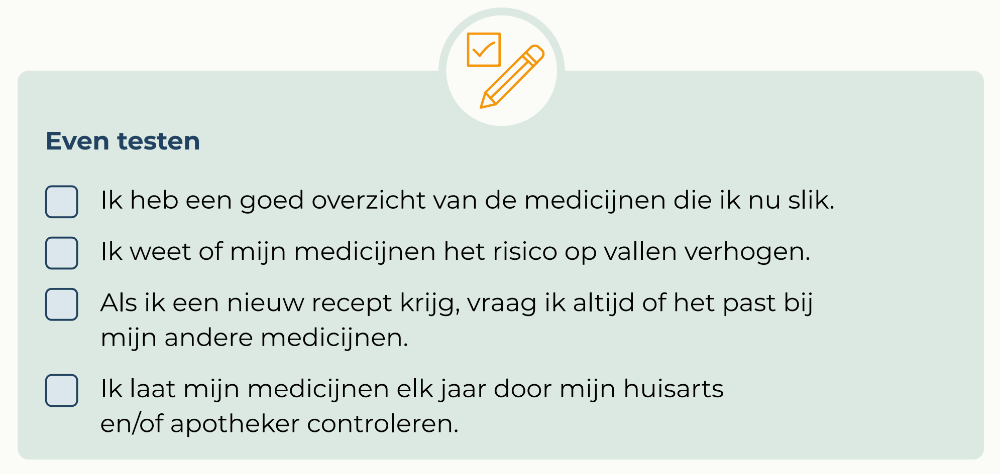 Even testen
Ik heb een goed overzicht van de medicijnen die ik nu slik.
Ik weet of mijn medicijnen het risico op vallen verhogen.
Als ik een nieuw recept krijg, vraag ik altijd of het past bij
mijn andere medicijnen.
Ik laat mijn medicijnen elk jaar door mijn huisarts
en/of apotheker controleren.